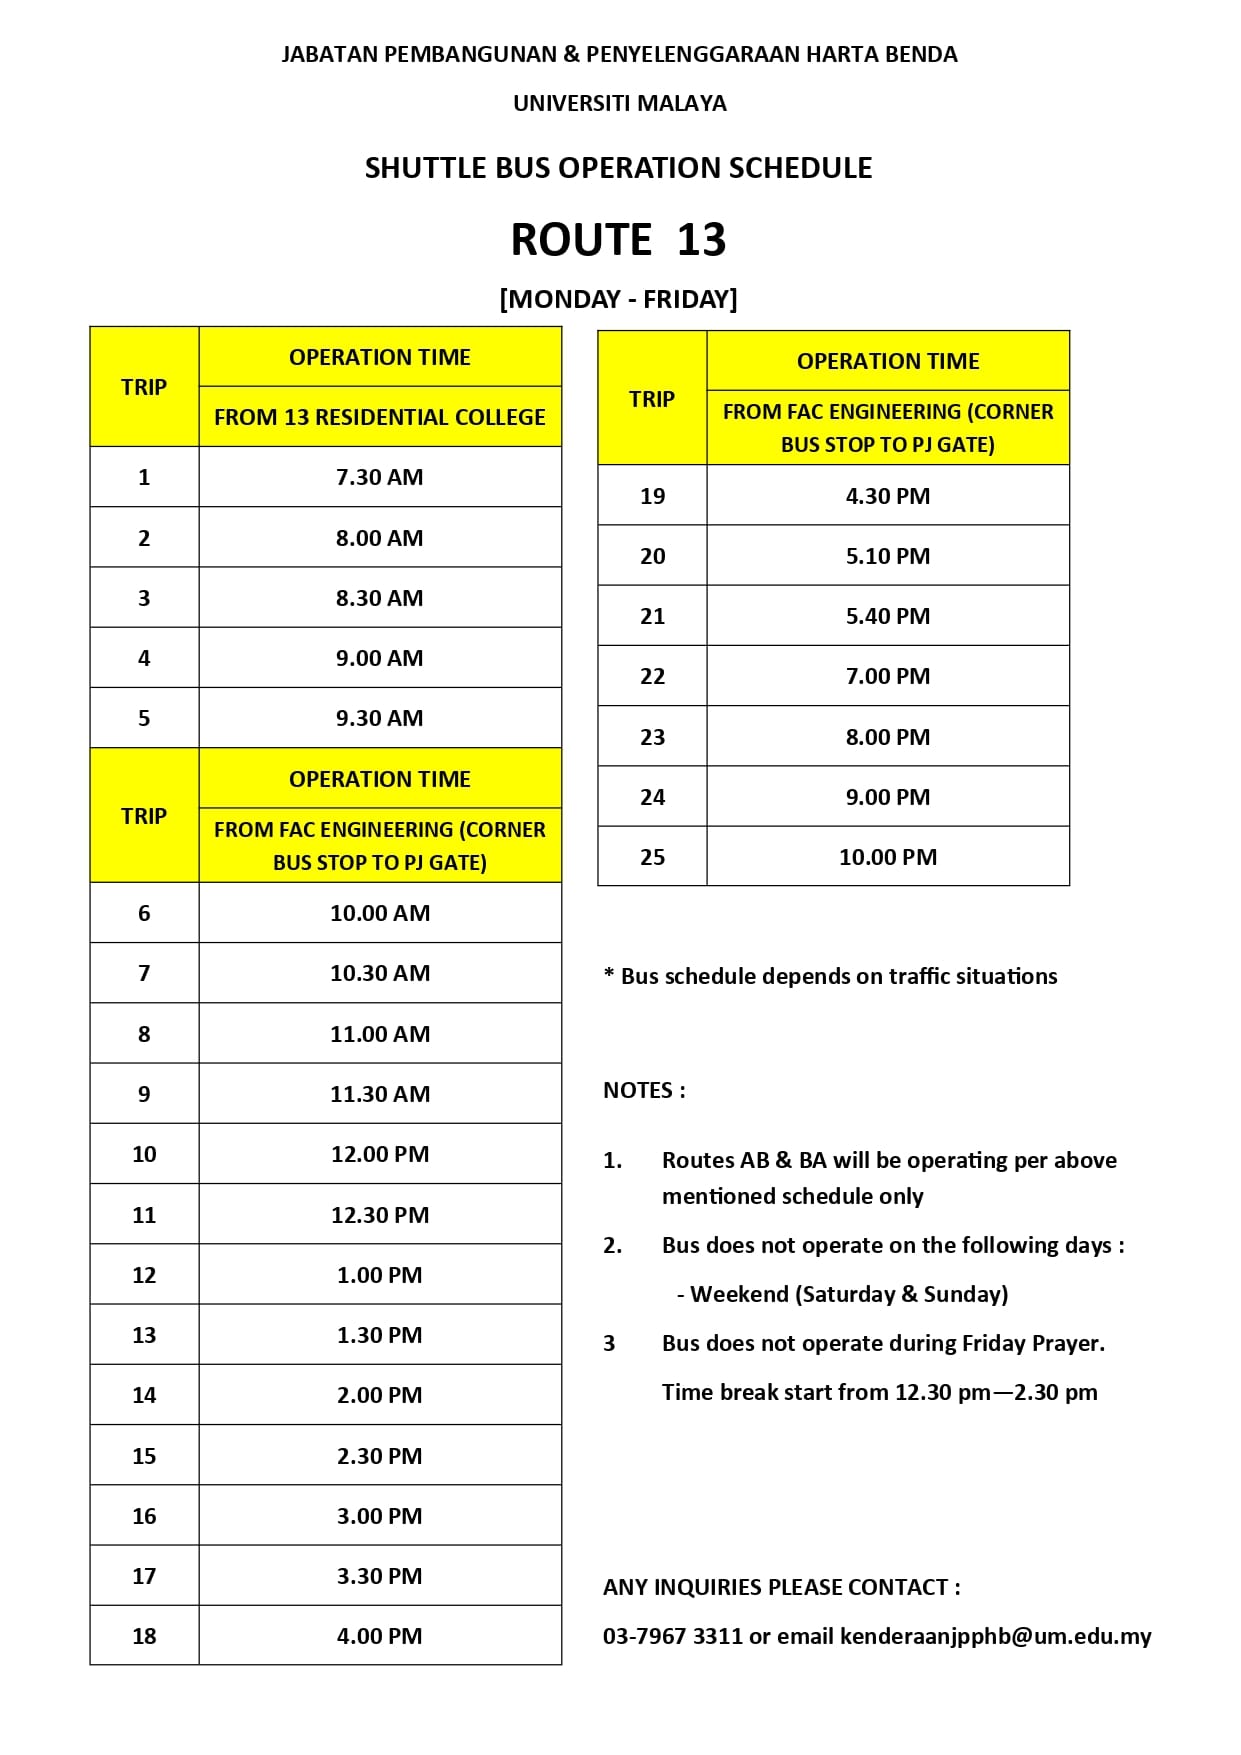 JABATAN PEMBANGUNAN & PENYELENGGARAAN HARTA BENDA
UNIVERSITI MALAYA
SHUTTLE BUS OPERATION SCHEDULE
ROUTE 13
[MONDAY - FRIDAY]
TRIP
OPERATION TIME
FROM 13 RESIDENTIAL COLLEGE
1 7.30 AM
2 8.00 AM
3 8.30 AM
4 9.00 AM
5 9.30 AM
TRIP
OPERATION TIME
FROM FAC ENGINEERING (CORNER
BUS STOP TO PJ GATE)
6 10.00 AM
7 10.30 AM
8 11.00 AM
9 11.30 AM
10 12.00 PM
11 12.30 PM
12 1.00 PM
13 1.30 PM
14 2.00 PM
15 2.30 PM
16 3.00 PM
17 3.30 PM
18 4.00 PM
TRIP
OPERATION TIME
FROM FAC ENGINEERING (CORNER
BUS STOP TO PJ GATE)
19 4.30 PM
20 5.10 PM
21 5.40 PM
22 7.00 PM
23 8.00 PM
24 9.00 PM
25 10.00 PM
* Bus schedule depends on traffic situations
NOTES :
1. Routes AB & BA will be operating per above
mentioned schedule only
2. Bus does not operate on the following days :
- Weekend (Saturday & Sunday)
3 Bus does not operate during Friday Prayer.
Time break start from 12.30 pm—2.30 pm
ANY INQUIRIES PLEASE CONTACT :
03-7967 3311 or email kenderaanjpphb@um.edu.my